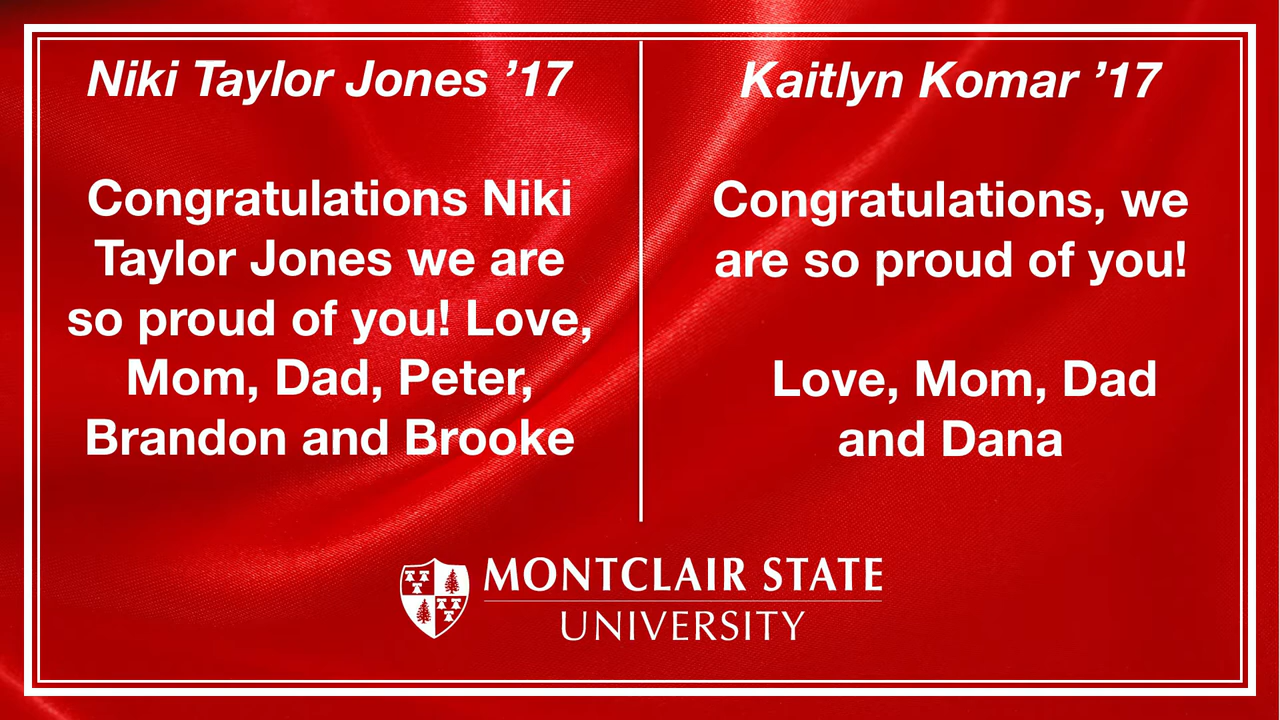 Niki Taylor Jones ’17
Congratulations Niki
Taylor Jones we are
so proud of you! Love,
Mom, Dad, Peter,
Brandon and Brooke
Kaitlyn Komar ’17
Congratulations, we
are so proud of you!
Love, Mom, Dad
and Dana
MONTCLAIR STATE
UNIVERSITY